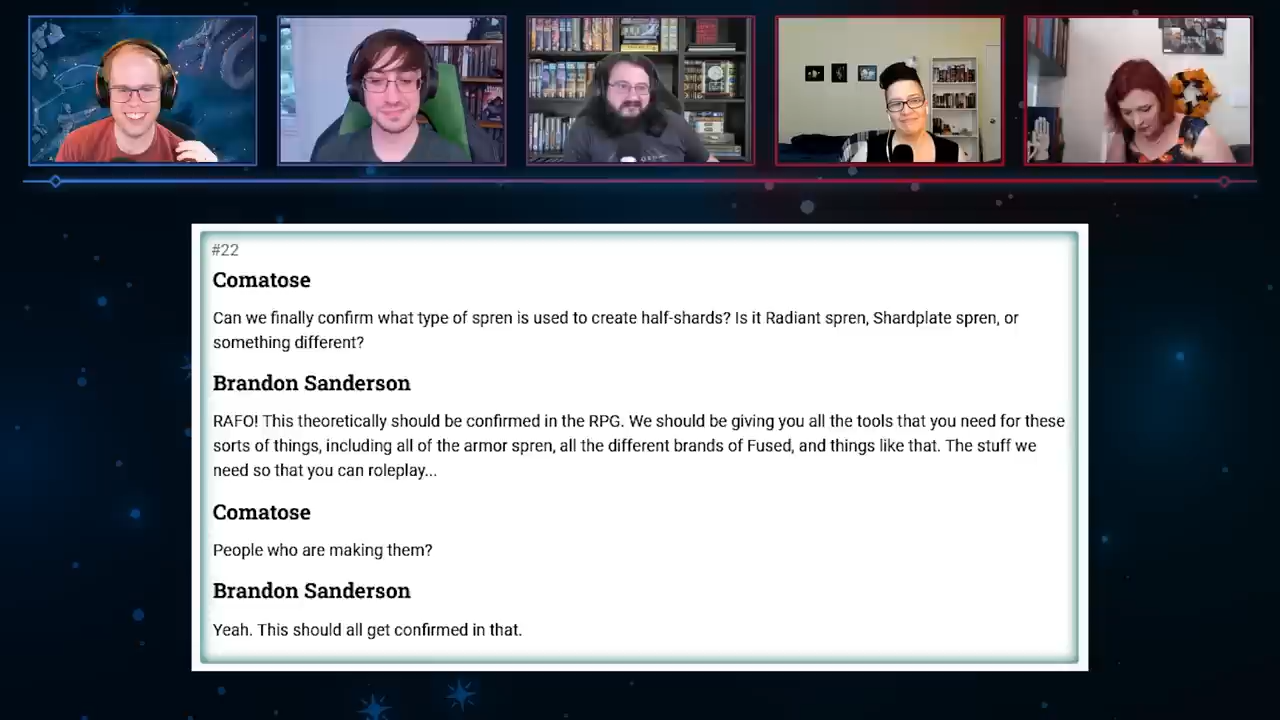 #22
Comatose
Can we finally confirm what type of spren is used to create half-shards? Is it Radiant spren, Shardplate spren, or
something different?
Brandon Sanderson
RAFO! This theoretically should be confirmed in the RPG. We should be giving you all the tools that you need for these
sorts of things, including all of the armor spren, all the different brands of Fused, and things like that. The stuff we
need so that you can roleplay...
Comatose
People who are making them?
Brandon Sanderson
Yeah. This should all get confirmed in that.